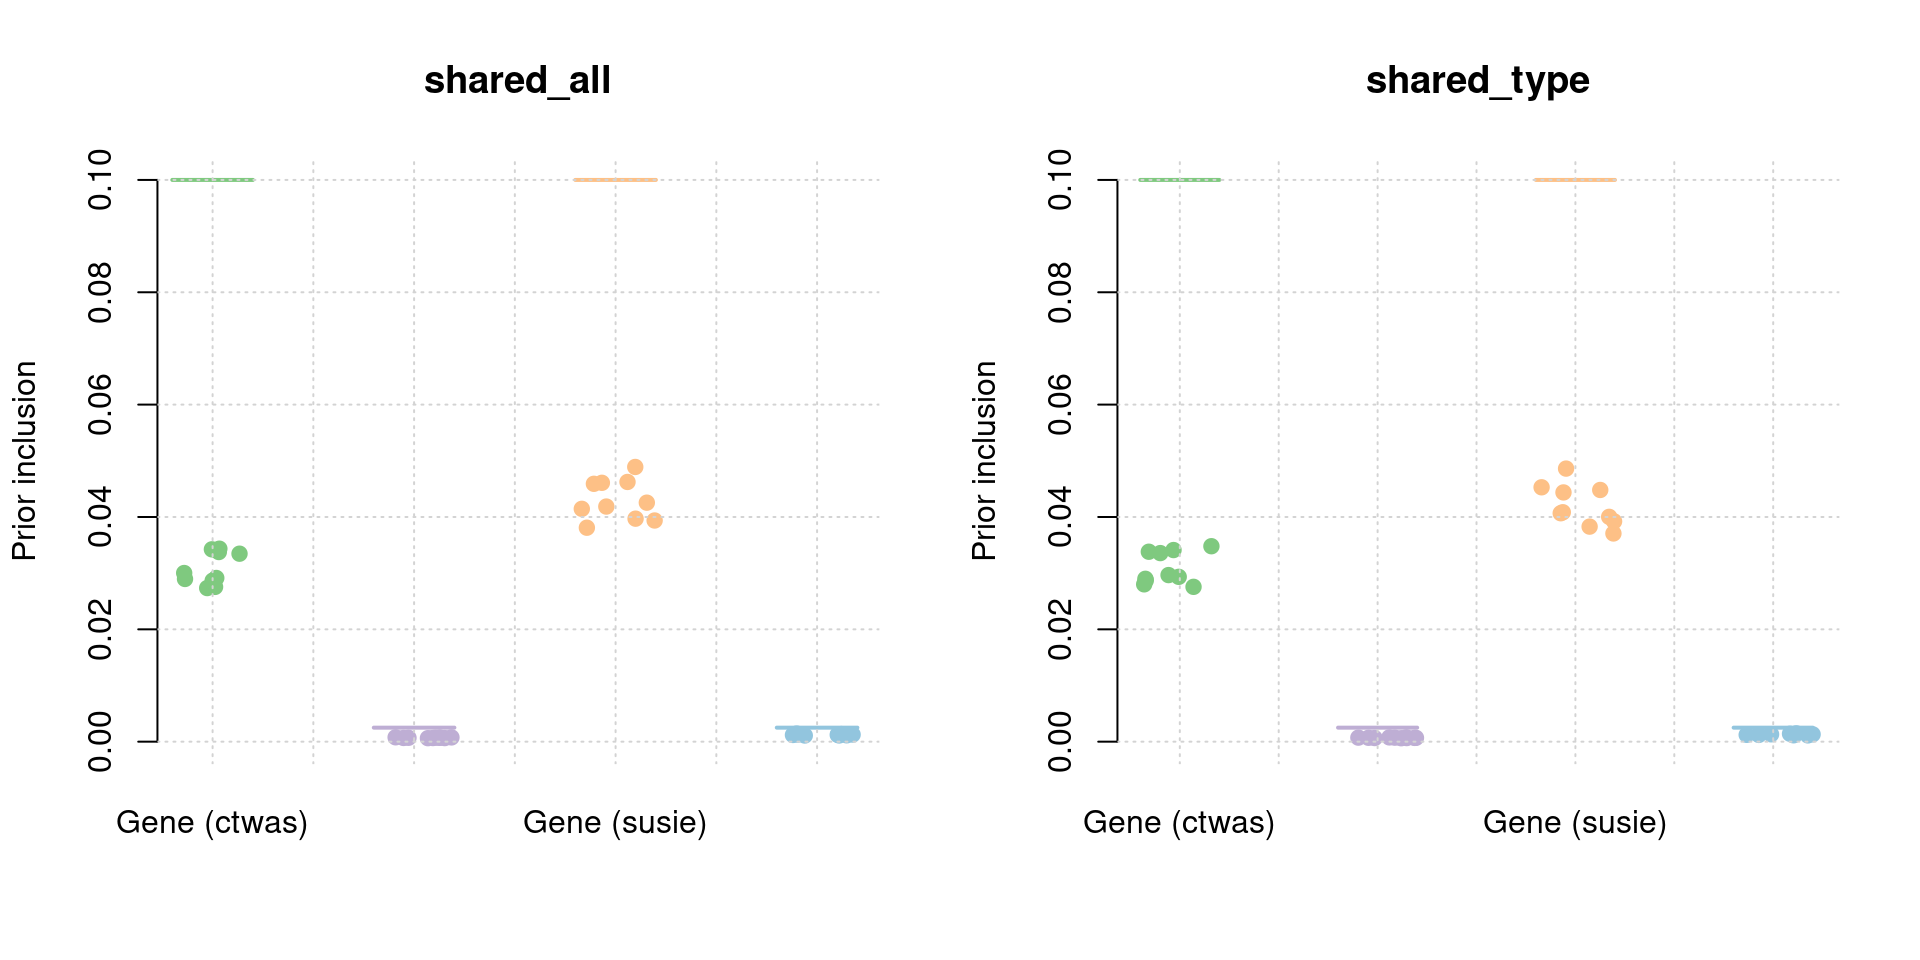 shared_all
Prior inclusion
0.10
0.08
0.06
0.04
0.02
0.00
Gene (ctwas)
Gene (susie)
shared_type
Prior inclusion
0.10
0.08
0.06
0.04
0.02
0.00
Gene (ctwas)
Gene (susie)